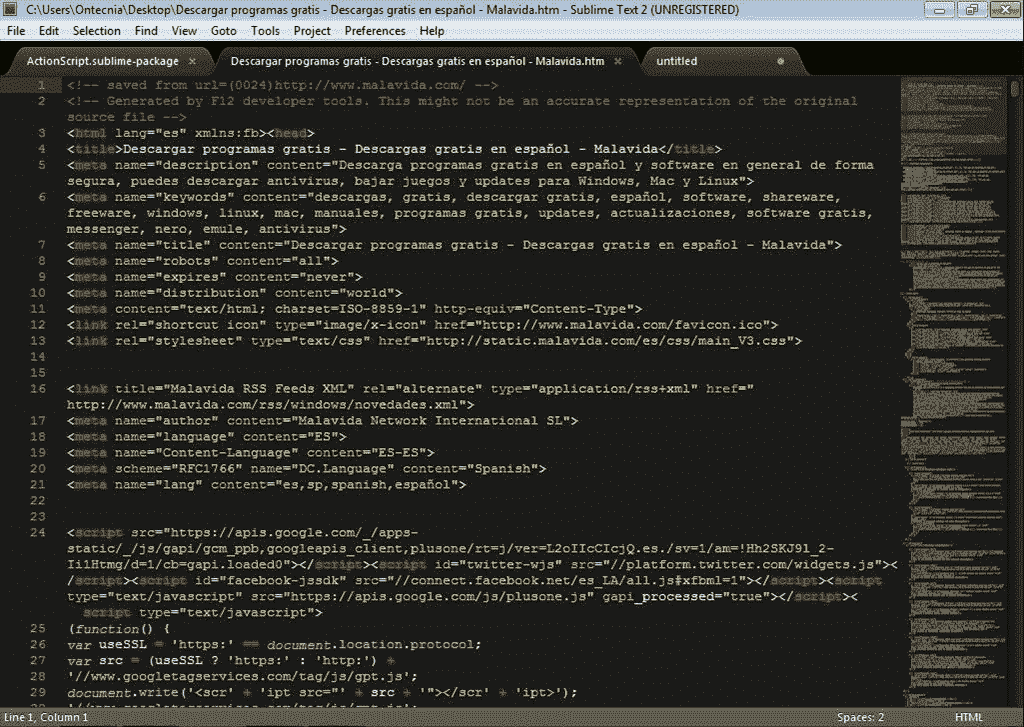 C:\Users\Ontecnia\Desktop\Descargar programas gratis - Descargas gratis en español - Malavida.htm - Sublime Text 2 (UNREGISTERED)
File Edit Selection Find View Goto Tools Project Preferences Help
ActionScript.sublime-package × Descargar programas gratis - Descargas gratis en español - Malavida.htm × untitled
1 <!-- saved from url=(0024)http://www.malavida.com/ -->
2 <!-- Generated by F12 developer tools. This might not be an accurate representation of the original
source file -->
3 <html lang="es" xmlns:fb><head>
4 <title>Descargar programas gratis - Descargas gratis en español - Malavida</title>
5 <meta name="description" content="Descarga programas gratis en español y software en general de forma
segura, puedes descargar antivirus, bajar juegos y updates para Windows, Mac y Linux">
6 <meta name="keywords" content="descargas, gratis, descargar gratis, español, software, shareware,
freeware, windows, linux, mac, manuales, programas gratis, updates, actualizaciones, software gratis,
messenger, nero, emule, antivirus">
7 <meta name="title" content="Descargar programas gratis - Descargas gratis en español - Malavida">
8 <meta name="robots" content="all">
9 <meta name="expires" content="never">
10 <meta name="distribution" content="world">
11 <meta content="text/html; charset=ISO-8859-1" http-equiv="Content-Type">
12 <link rel="shortcut icon" type="image/x-icon" href="http://www.malavida.com/favicon.ico">
13 <link rel="stylesheet" type="text/css" href="http://static.malavida.com/es/css/main_V3.css">
14
15
16 <link title="Malavida RSS Feeds XML" rel="alternate" type="application/rss+xml" href="
http://www.malavida.com/rss/windows/novedades.xml">
17 <meta name="author" content="Malavida Network International SL">
18 <meta name="language" content="ES">
19 <meta name="Content-Language" content="ES-ES">
20 <meta scheme="RFC1766" name="DC.Language" content="Spanish">
21 <meta name="lang" content="es,sp,spanish,español">
22
23
24 <script src="https://apis.google.com/_/apps-
static/_/js/gapi/gcm_ppb,googleapis_client,plusone/rt=j/ver=L2oIIcCIcjQ.es./sv=1/am=!Hh2SKJ9l_2-
Ii1Htmg/d=1/cb=gapi.loaded0"></script><script id="twitter-wjs" src="//platform.twitter.com/widgets.js"><
/script><script id="facebook-jssdk" src="//connect.facebook.net/es_LA/all.js#xfbml=1"></script><script
type="text/javascript" src="https://apis.google.com/js/plusone.js" gapi_processed="true"></script><
script type="text/javascript">
25 (function() {
26 var useSSL = 'https:' == document.location.protocol;
27 var src = (useSSL ? 'https:' : 'http:') +
28 '//www.googletagservices.com/tag/js/gpt.js';
29 document.write('<scr' + 'ipt src="' + src + '"></scr' + 'ipt>');
Line 1, Column 1 Spaces: 2 HTML